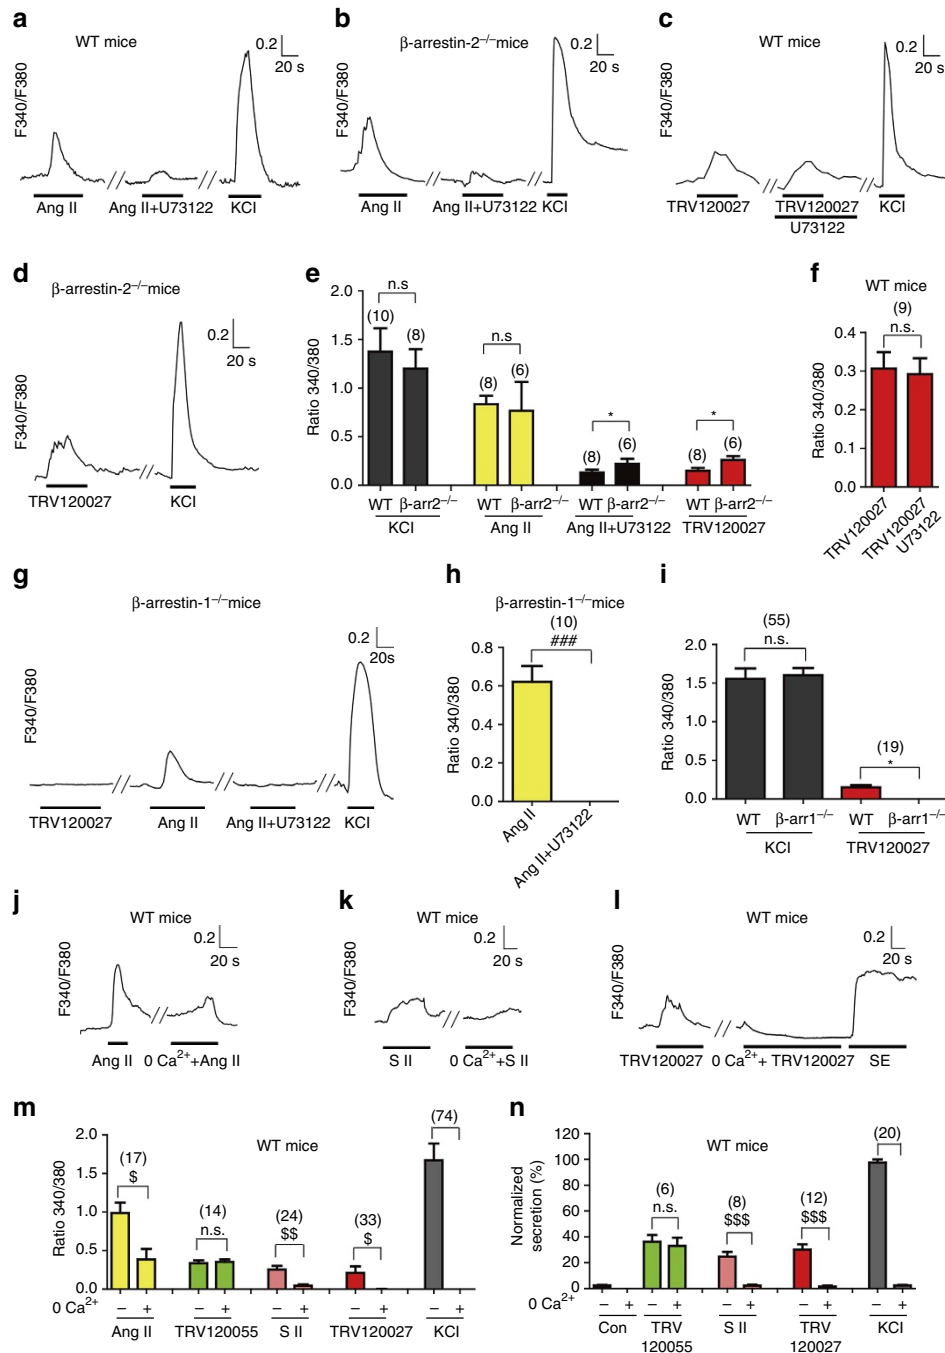 a
WT mice
0.2
20 s
F340/F380
Ang II
Ang II+U73122
KCl
b
β-arrestin-2−/−mice
0.2
20 s
F340/F380
Ang II
Ang II+U73122
KCl
c
WT mice
0.2
20 s
F340/F380
TRV120027
TRV120027
U73122
KCl
d
β-arrestin-2−/−mice
0.2
20 s
F340/F380
TRV120027
KCl
e
Ratio 340/380
2.0
1.5
1.0
0.5
0.0
n.s
(10)
(8)
n.s
(8)
(6)
*
(8)
(6)
*
(8)
(6)
WT β-arr2−/−
WT β-arr2−/−
WT β-arr2−/−
WT β-arr2−/−
KCl
Ang II
Ang II+U73122
TRV120027
f
WT mice
(9)
n.s.
Ratio 340/380
0.4
0.3
0.2
0.1
0.0
TRV120027
TRV120027
U73122
g
β-arrestin-1−/−mice
0.2
20s
F340/F380
TRV120027
Ang II
Ang II+U73122
KCl
h
β-arrestin-1−/−mice
(10)
###
Ratio 340/380
0.8
0.6
0.4
0.2
0.0
Ang II
Ang II+U73122
i
(55)
n.s.
(19)
*
Ratio 340/380
2.0
1.5
1.0
0.5
0.0
WT β-arr1−/−
WT β-arr1−/−
KCl
TRV120027
j
WT mice
0.2
20 s
F340/F380
Ang II
0 Ca2++Ang II
k
WT mice
0.2
20 s
F340/F380
S II
0 Ca2++S II
l
WT mice
0.2
20 s
F340/F380
TRV120027
0 Ca2++ TRV120027
SE
m
WT mice
Ratio 340/380
2.0
1.5
1.0
0.5
0.0
(17)
$
(14)
n.s.
(24)
$$
(33)
$
(74)
0 Ca2+
− + − + − + − + − +
Ang II
TRV120055
S II
TRV120027
KCl
n
WT mice
Normalized
secretion (%)
120
100
80
60
40
20
0
(6)
n.s.
(8)
$$$
(12)
$$$
(20)
0 Ca2+
− + − + − + − + − +
Con
TRV
120055
S II
TRV
120027
KCl